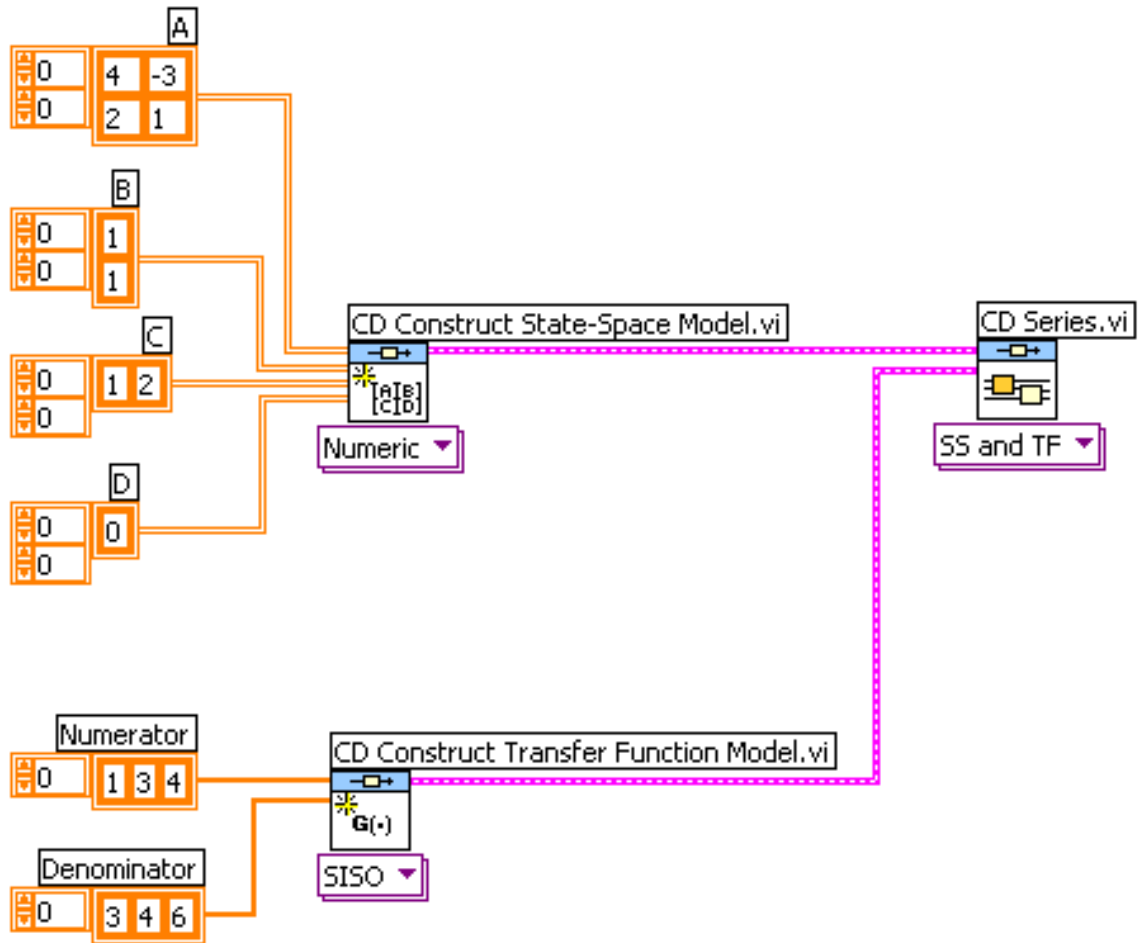 A
0
0
4 -3
2 1
B
0
0
1
1
C
0
0
1 2
D
0
0
0
CD Construct State-Space Model.vi
[A|B]
[C|D]
Numeric
CD Series.vi
SS and TF
Numerator
0
1 3 4
Denominator
0
3 4 6
CD Construct Transfer Function Model.vi
G(·)
SISO